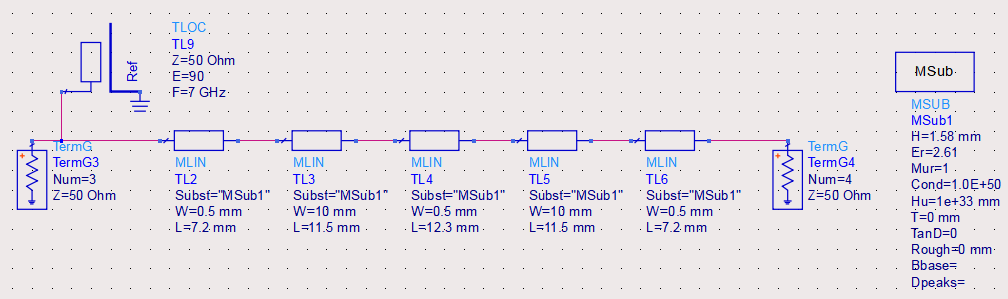 TLOC
TL9
Z=50 Ohm
E=90
F=7 GHz
Ref
TermG
TermG3
Num=3
Z=50 Ohm
MLIN
TL2
Subst="MSub1"
W=0.5 mm
L=7.2 mm
MLIN
TL3
Subst="MSub1"
W=10 mm
L=11.5 mm
MLIN
TL4
Subst="MSub1"
W=0.5 mm
L=12.3 mm
MLIN
TL5
Subst="MSub1"
W=10 mm
L=11.5 mm
MLIN
TL6
Subst="MSub1"
W=0.5 mm
L=7.2 mm
TermG
TermG4
Num=4
Z=50 Ohm
MSub
MSUB
MSub1
H=1.58 mm
Er=2.61
Mur=1
Cond=1.0E+50
Hu=1e+33 mm
T=0 mm
TanD=0
Rough=0 mm
Bbase=
Dpeaks=